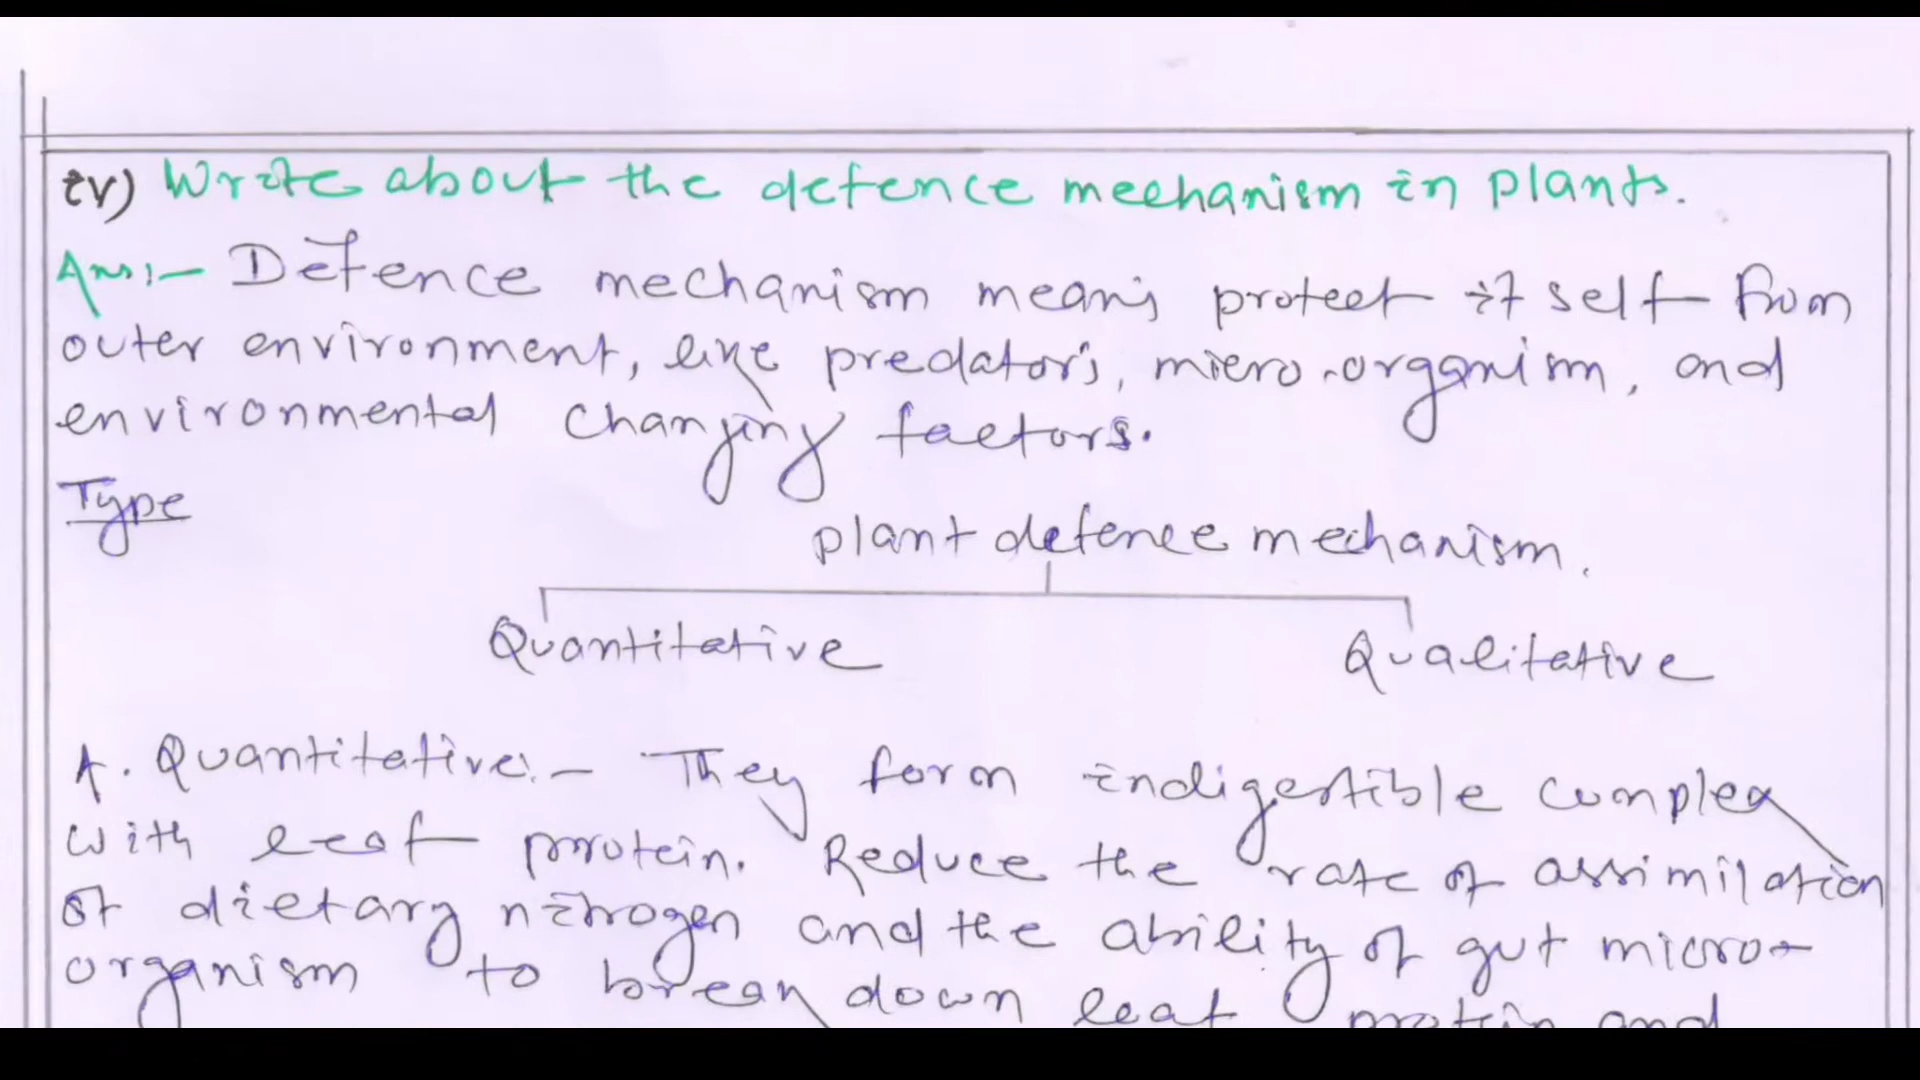 iv) Write about the defence mechanism in plants.
Ans:- Defence mechanism means protect it self from
outer environment, like predators, micro-organism, and
environmental changing factors.
Type
plant defence mechanism.
Quantitative Qualitative
A. Quantitative:- They form indigestible complex
with leaf protein. Reduce the rate of assimilation
of dietary nitrogen and the ability of gut micro-
organism to break down leaf protein and